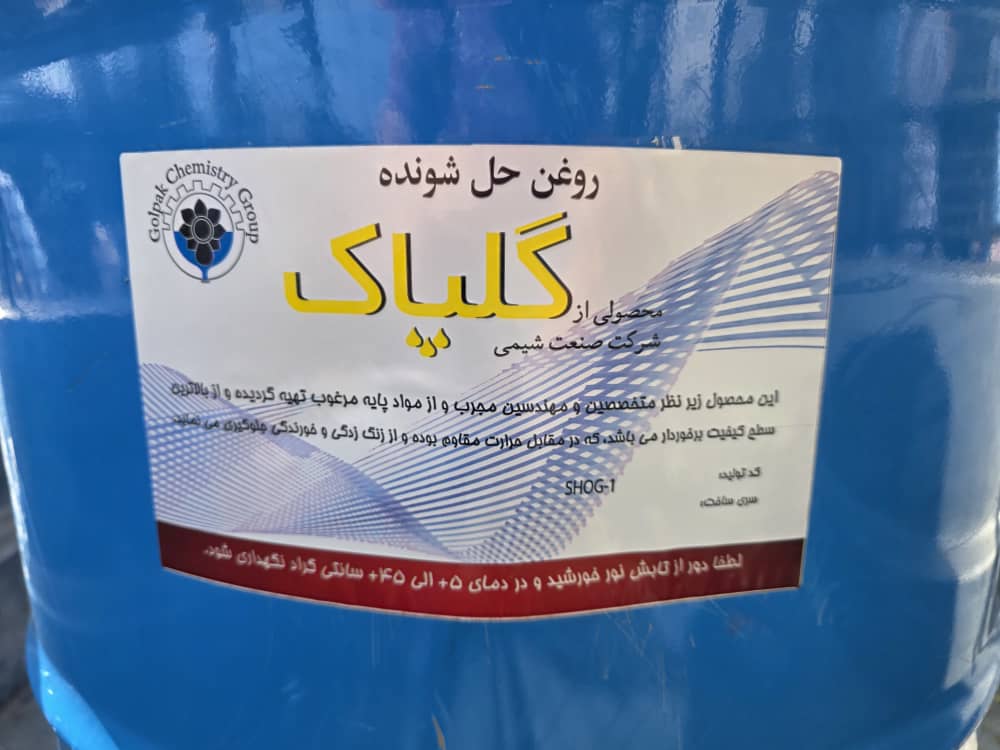 Golpak Chemistry Group
روغن حل شونده
گلپاک
محصولی از
شرکت صنعت شیمی
این محصول زیر نظر متخصصین و مهندسین مجرب و از مواد پایه مرغوب تهیه گردیده و از بالاترین
سطح کیفیت برخوردار می باشد، که در مقابل حرارت مقاوم بوده و از زنگ زدگی و خورندگی جلوگیری می نماید.
کد تولید:
SHOG-1
سری ساخت:
لطفا دور از تابش نور خورشید و در دمای ۵+ الی ۴۵+ سانتی گراد نگهداری شود.